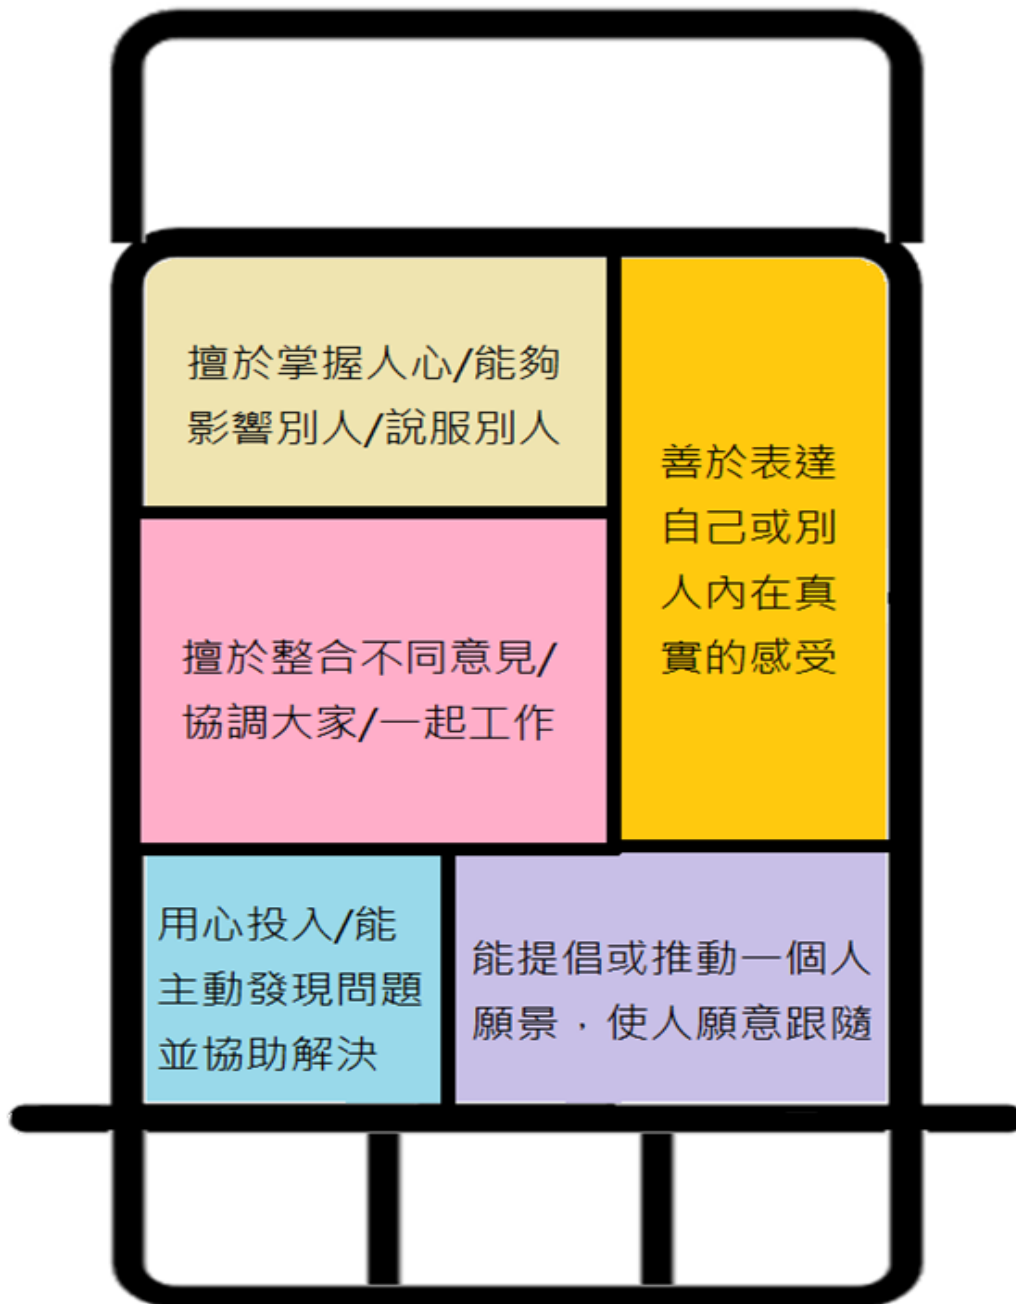 擅於掌握人心/能夠
影響別人/說服別人
善於表達
自己或別
人內在真
實的感受
擅於整合不同意見/
協調大家/一起工作
用心投入/能
主動發現問題
並協助解決
能提倡或推動一個人
願景，使人願意跟隨